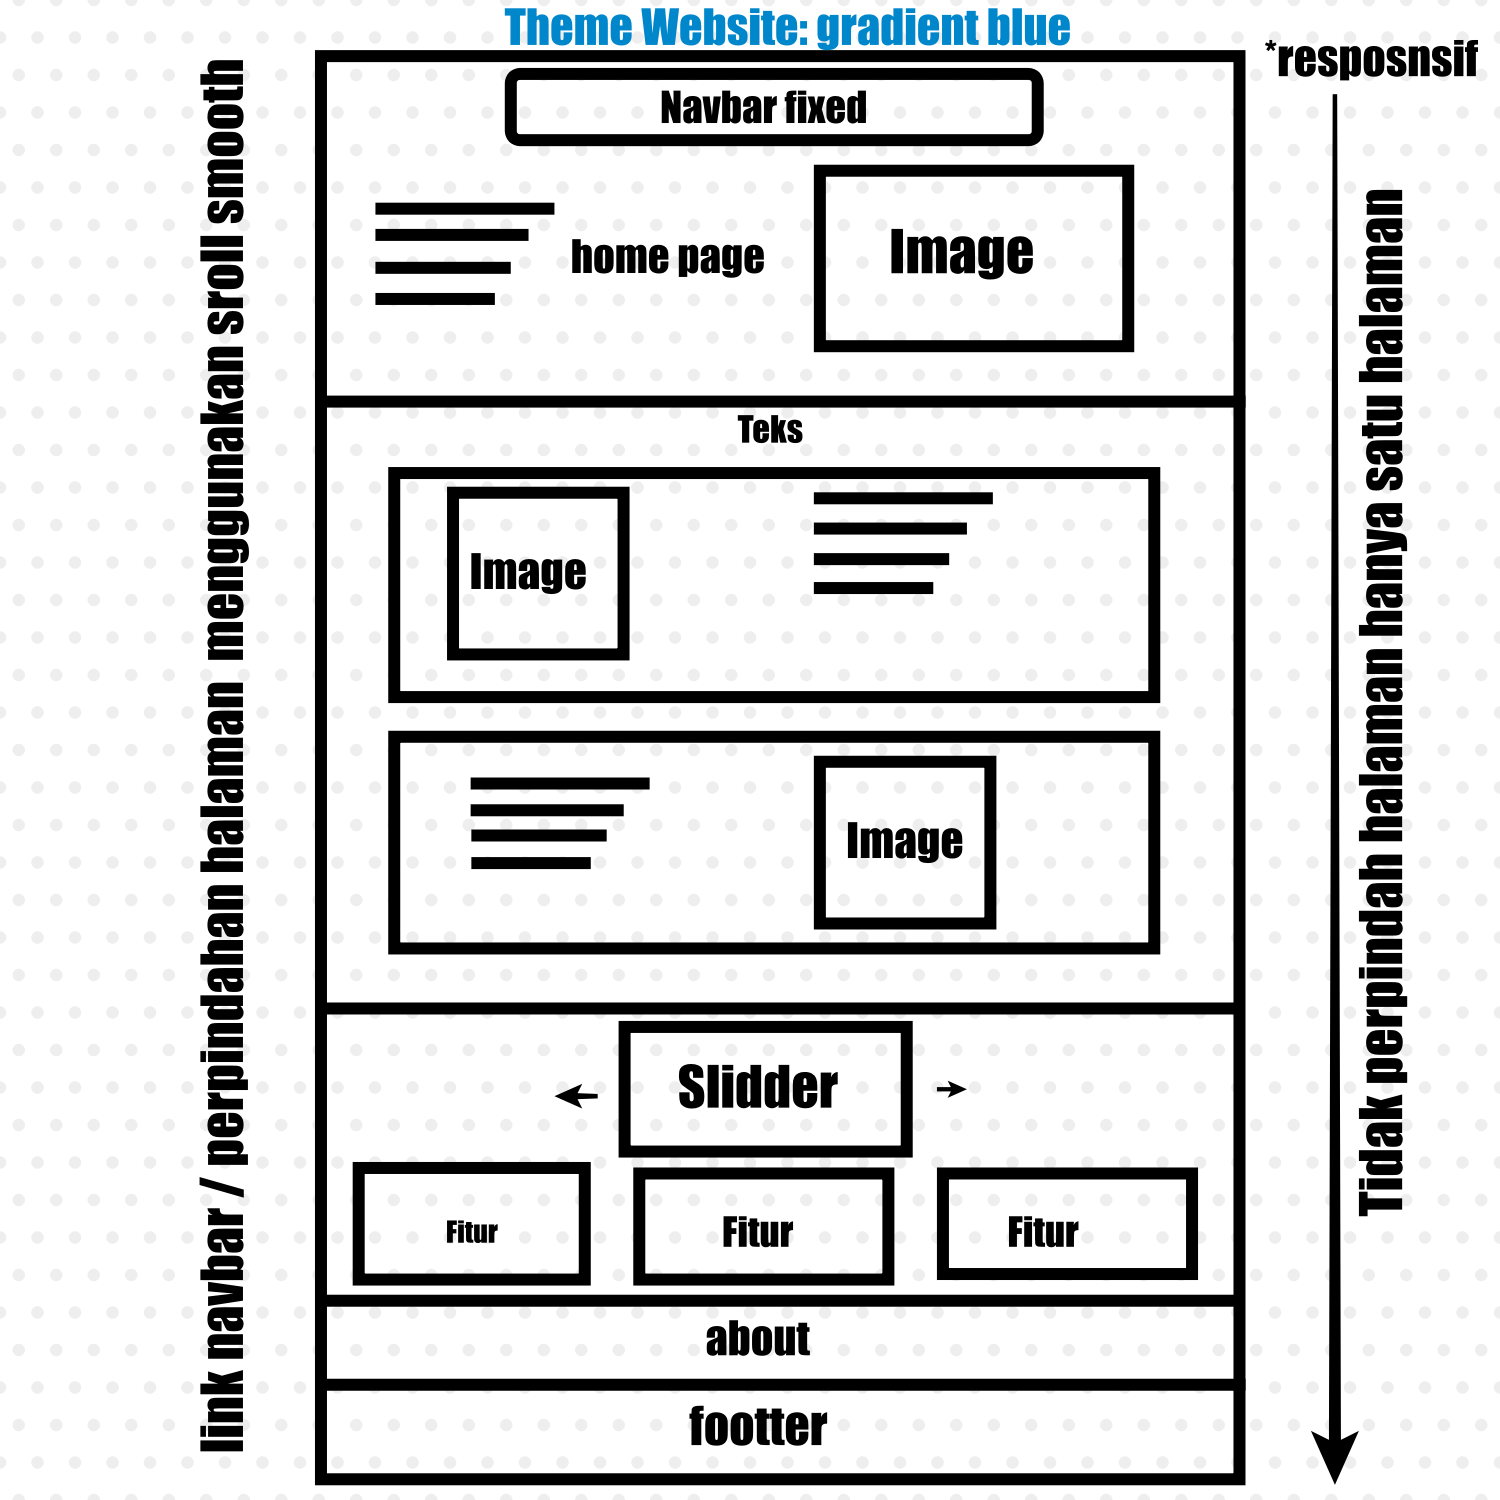 Theme Website: gradient blue
*resposnsif
Navbar fixed
home page
Image
Teks
Image
Image
Slidder
Fitur
Fitur
Fitur
about
footter
link navbar / perpindahan halaman menggunakan sroll smooth
Tidak perpindah halaman hanya satu halaman